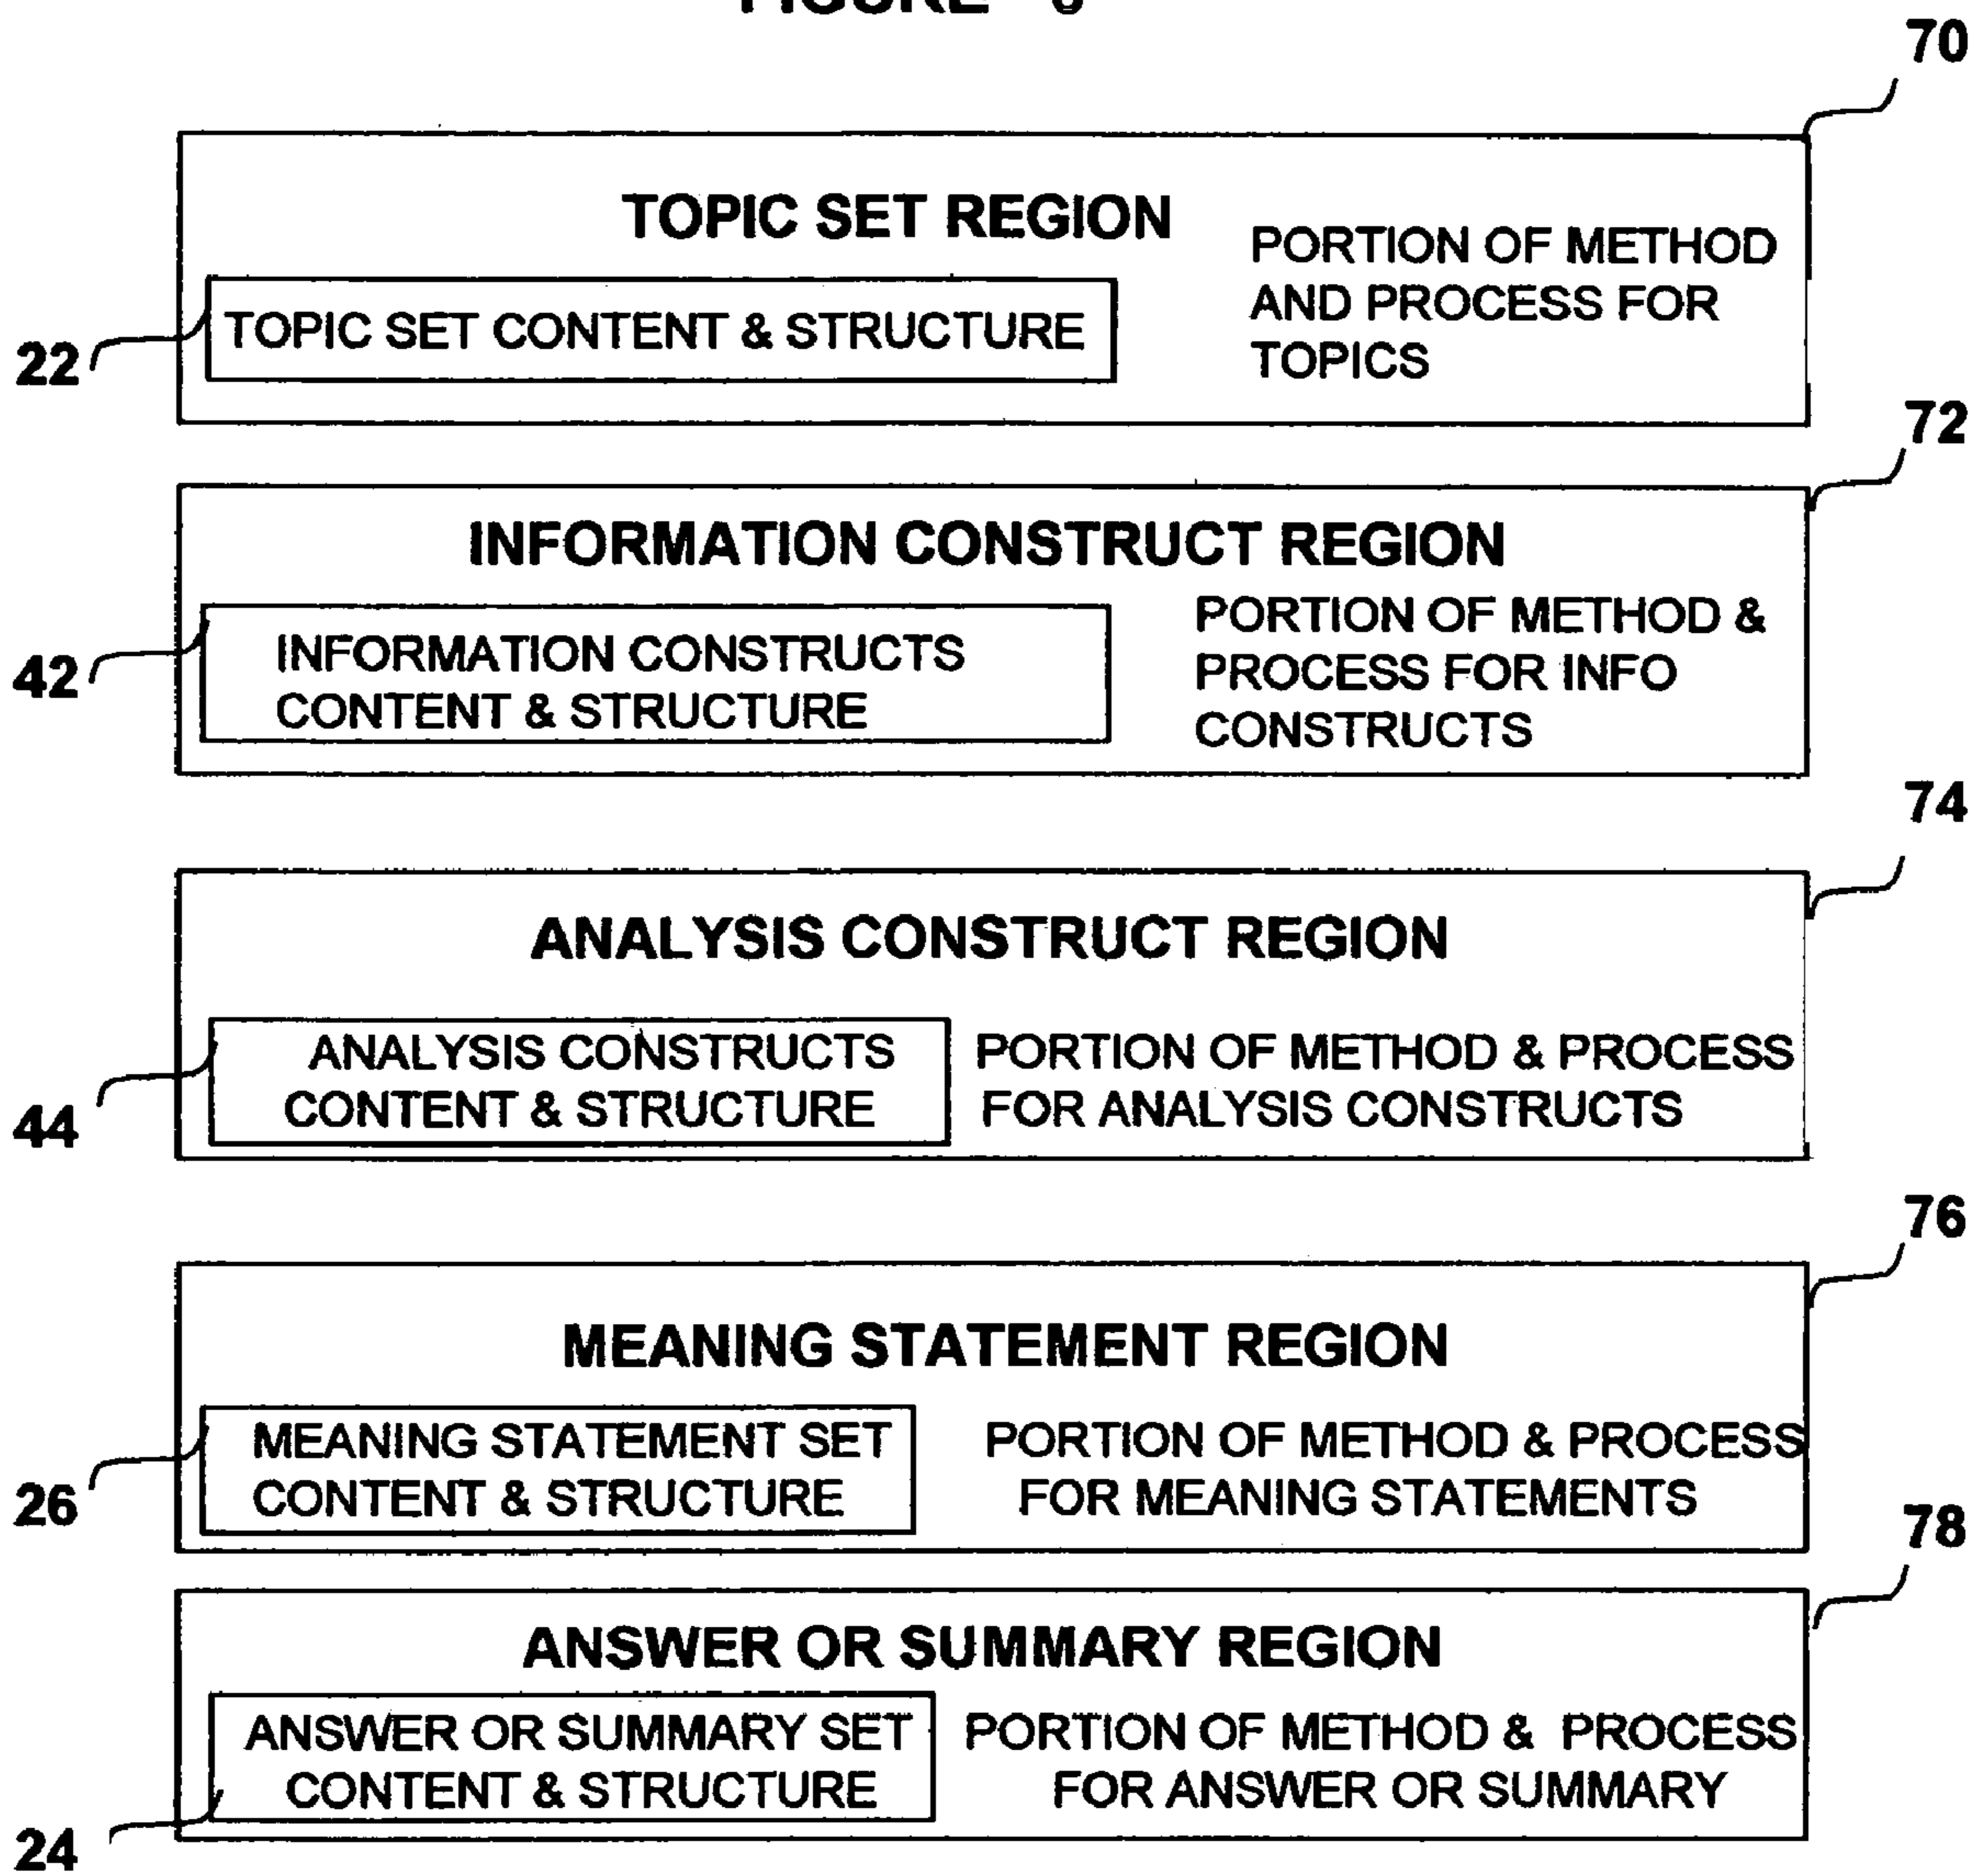 70
TOPIC SET REGION
PORTION OF METHOD
AND PROCESS FOR
TOPICS
TOPIC SET CONTENT & STRUCTURE
22
72
INFORMATION CONSTRUCT REGION
PORTION OF METHOD &
PROCESS FOR INFO
CONSTRUCTS
INFORMATION CONSTRUCTS
CONTENT & STRUCTURE
42
74
ANALYSIS CONSTRUCT REGION
ANALYSIS CONSTRUCTS
CONTENT & STRUCTURE
PORTION OF METHOD & PROCESS
FOR ANALYSIS CONSTRUCTS
44
76
MEANING STATEMENT REGION
MEANING STATEMENT SET
CONTENT & STRUCTURE
PORTION OF METHOD & PROCESS
FOR MEANING STATEMENTS
26
78
ANSWER OR SUMMARY REGION
ANSWER OR SUMMARY SET
CONTENT & STRUCTURE
PORTION OF METHOD & PROCESS
FOR ANSWER OR SUMMARY
24